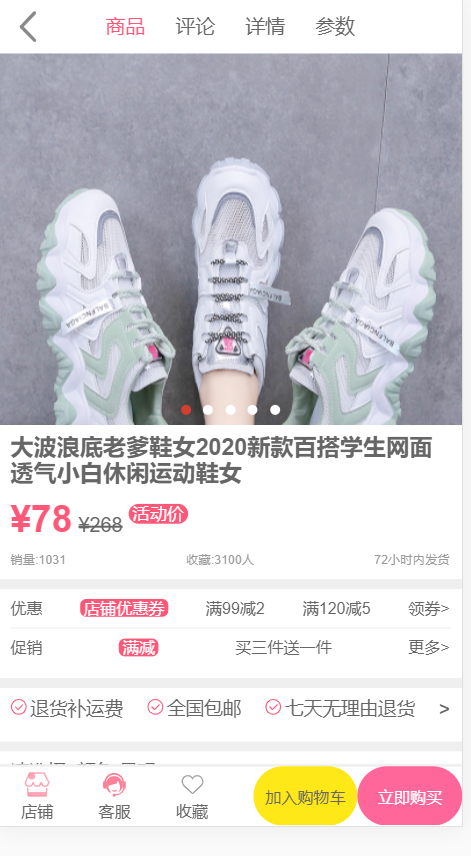 商品 评论 详情 参数
BALENCIAGA
BALENCIAGA
大波浪底老爹鞋女2020新款百搭学生网面
透气小白休闲运动鞋女
¥78 ¥268 活动价
销量:1031 收藏:3100人 72小时内发货
优惠 店铺优惠券 满99减2 满120减5 领券>
促销 满减 买三件送一件 更多>
退货补运费 全国包邮 七天无理由退货 >
店铺 客服 收藏 加入购物车 立即购买